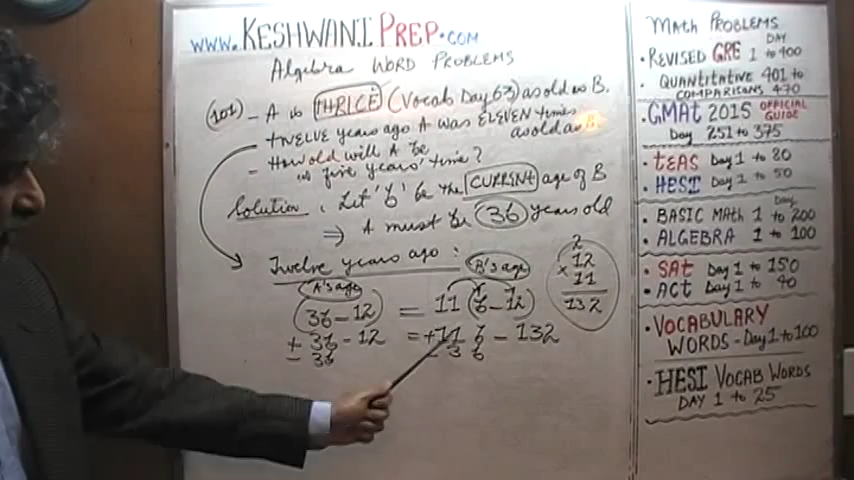 www.KESHWANI PREP.COM
Algebra WORD PROBLEMS
(101) - A is THRICE (Vocab Day 63) as old as B.
- TWELVE years ago A was ELEVEN times
as old as B.
- How old will A be
in five years' time?
Solution: Let 'b' be the CURRENT age of B
⇒ A must be 3b years old
Twelve years ago:
A's age B's age
3b - 12 = 11 (b - 12)
+ 3b - 12 = +11 b - 132
- 3b 3 b
2
12
× 11
132
Math PROBLEMS
DAY
• REVISED GRE 1 to 400
• QUANTITATIVE 401 to
COMPARISONS 470
• GMAT 2015 OFFICIAL GUIDE
Day 251 to 375
• TEAS Day 1 to 80
• HESI Day 1 to 50
Day
• BASIC MATH 1 to 200
• ALGEBRA 1 to 100
• SAT Day 1 to 150
• ACT Day 1 to 40
• VOCABULARY
WORDS - Day 1 to 100
• HESI VOCAB WORDS
DAY 1 to 25